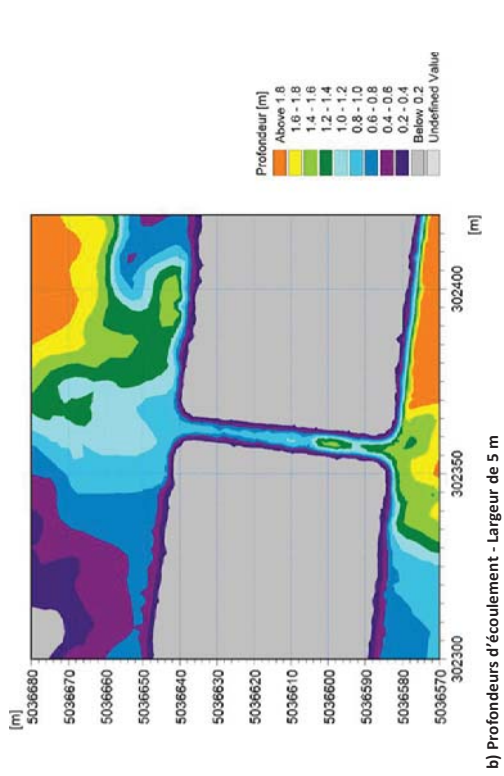 [m]
5036680
5036670
5036660
5036650
5036640
5036630
5036620
5036610
5036600
5036590
5036580
5036570
302300
302350
302400
[m]
Profondeur [m]
Above 1.8
1.6 - 1.8
1.4 - 1.6
1.2 - 1.4
1.0 - 1.2
0.8 - 1.0
0.6 - 0.8
0.4 - 0.6
0.2 - 0.4
Below 0.2
Undefined Value
b) Profondeurs d'écoulement - Largeur de 5 m